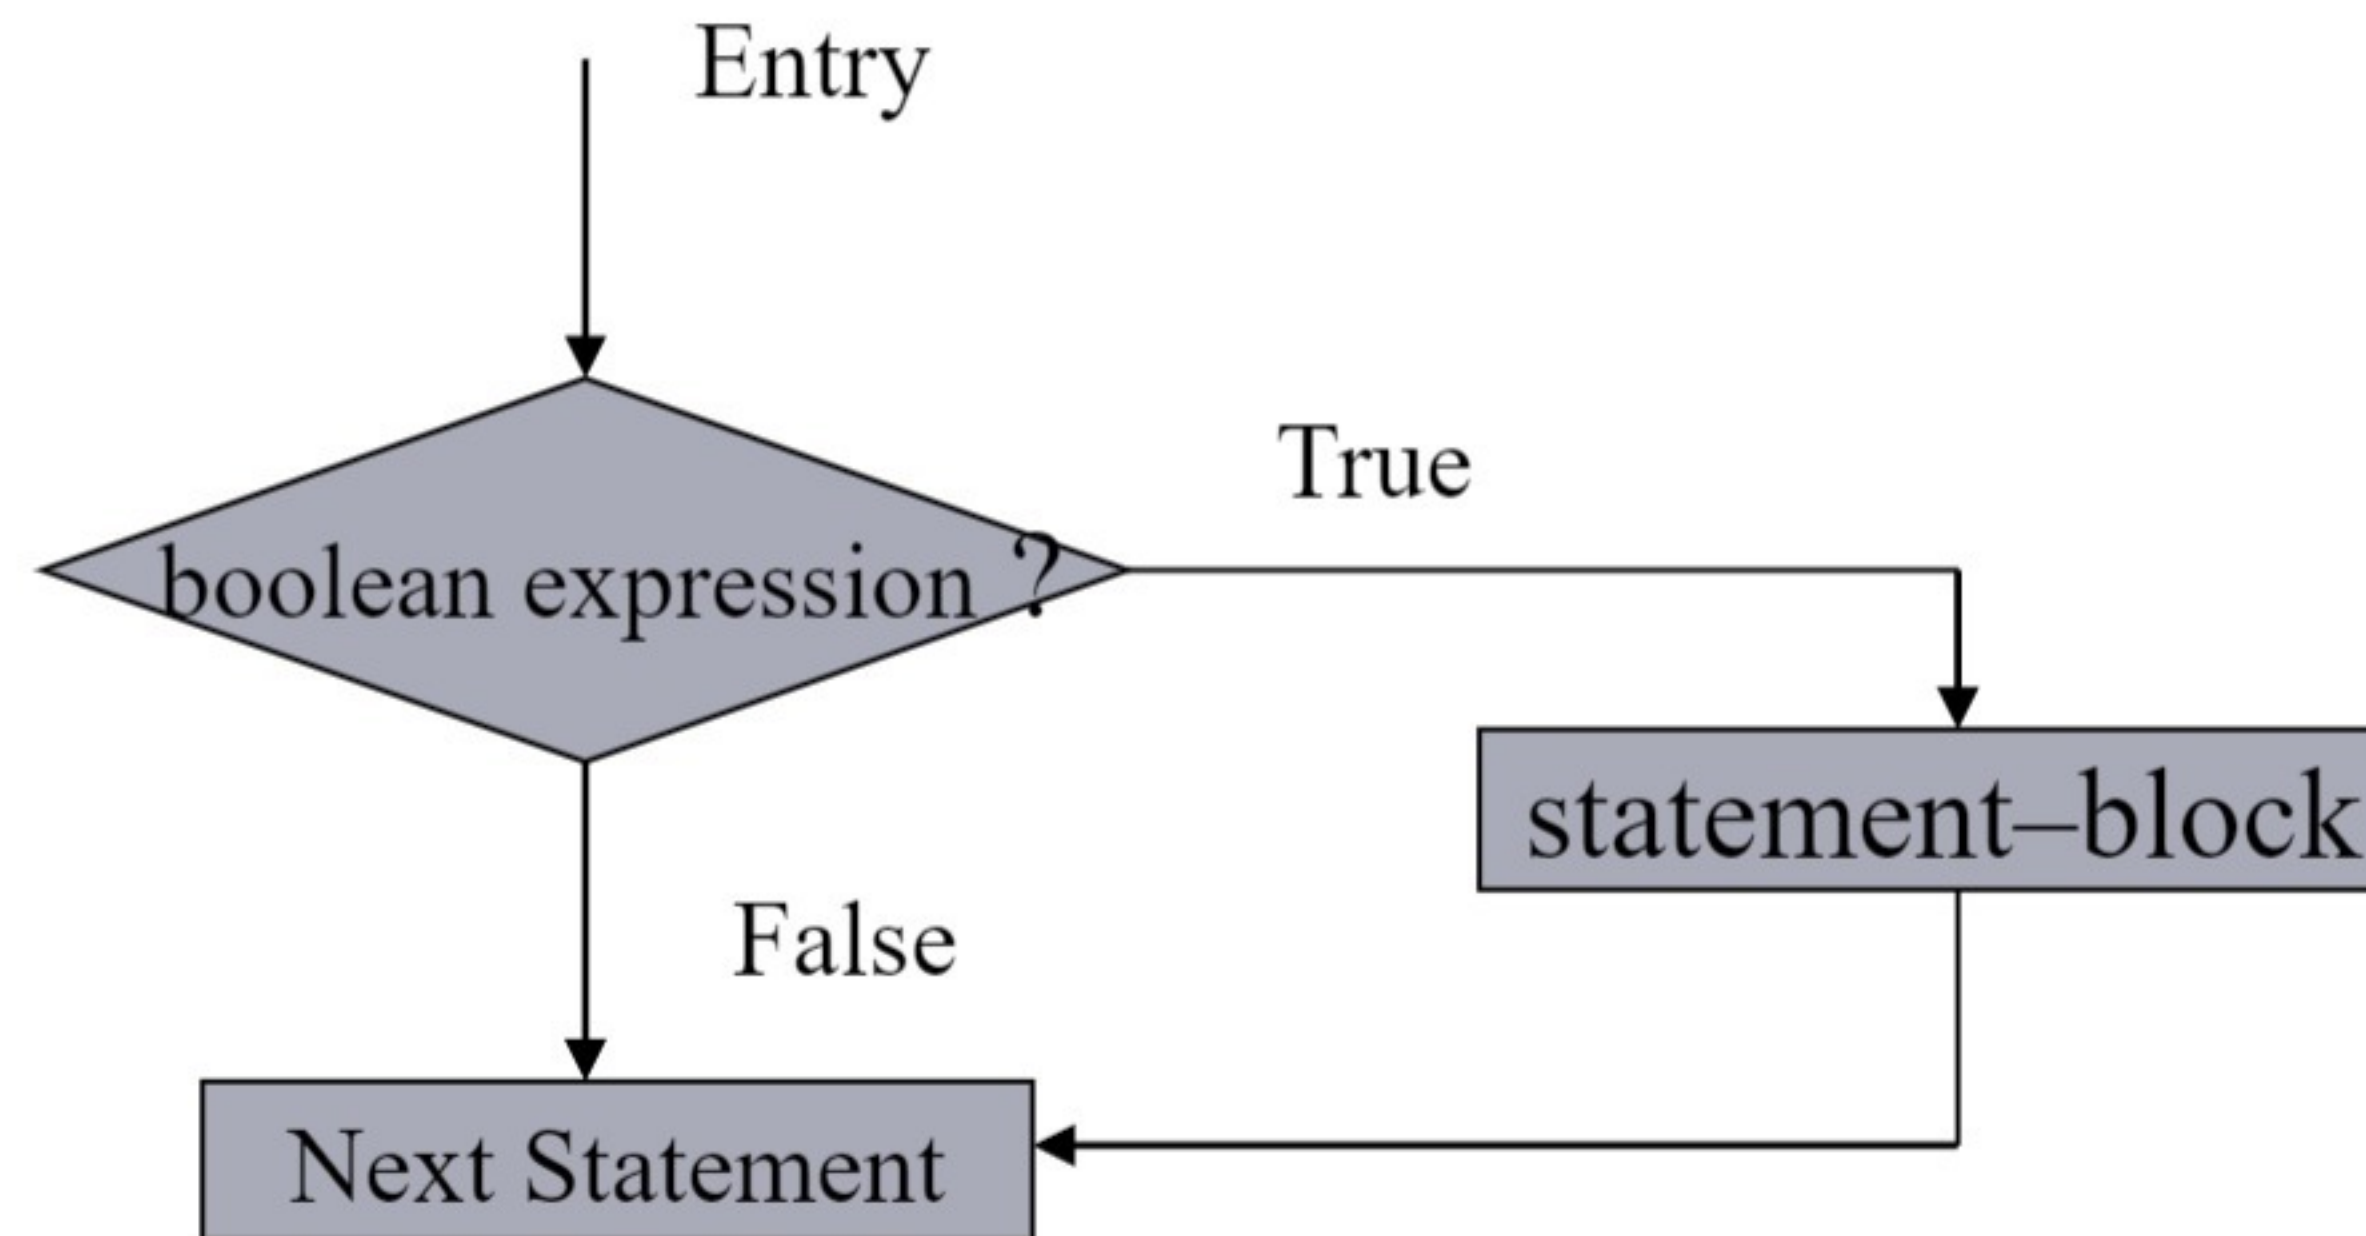 Entry
True
boolean expression ?
statement–block
False
Next Statement